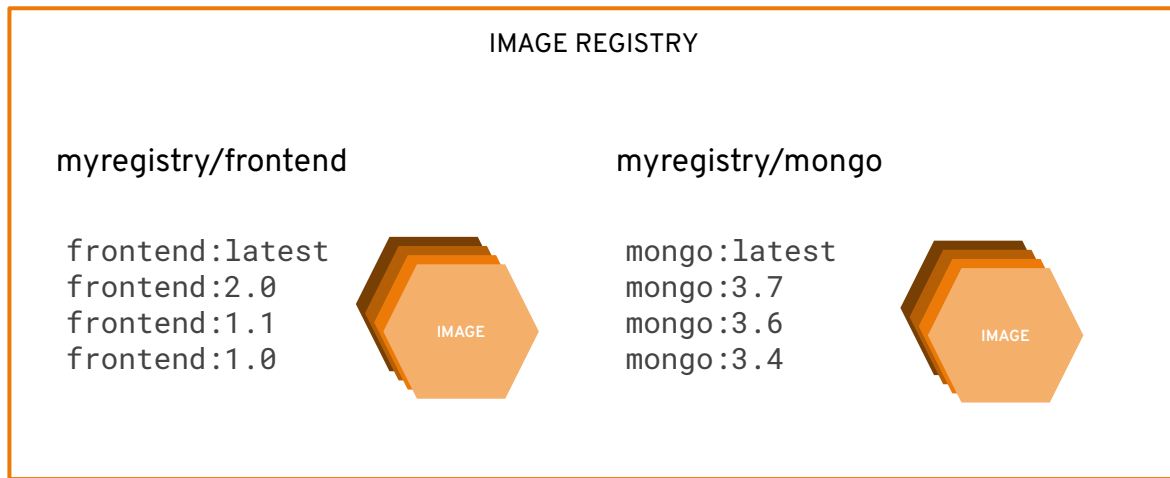 IMAGE REGISTRY
myregistry/frontend
frontend:latest
frontend:2.0
frontend:1.1
frontend:1.0
IMAGE
myregistry/mongo
mongo:latest
mongo:3.7
mongo:3.6
mongo:3.4
IMAGE